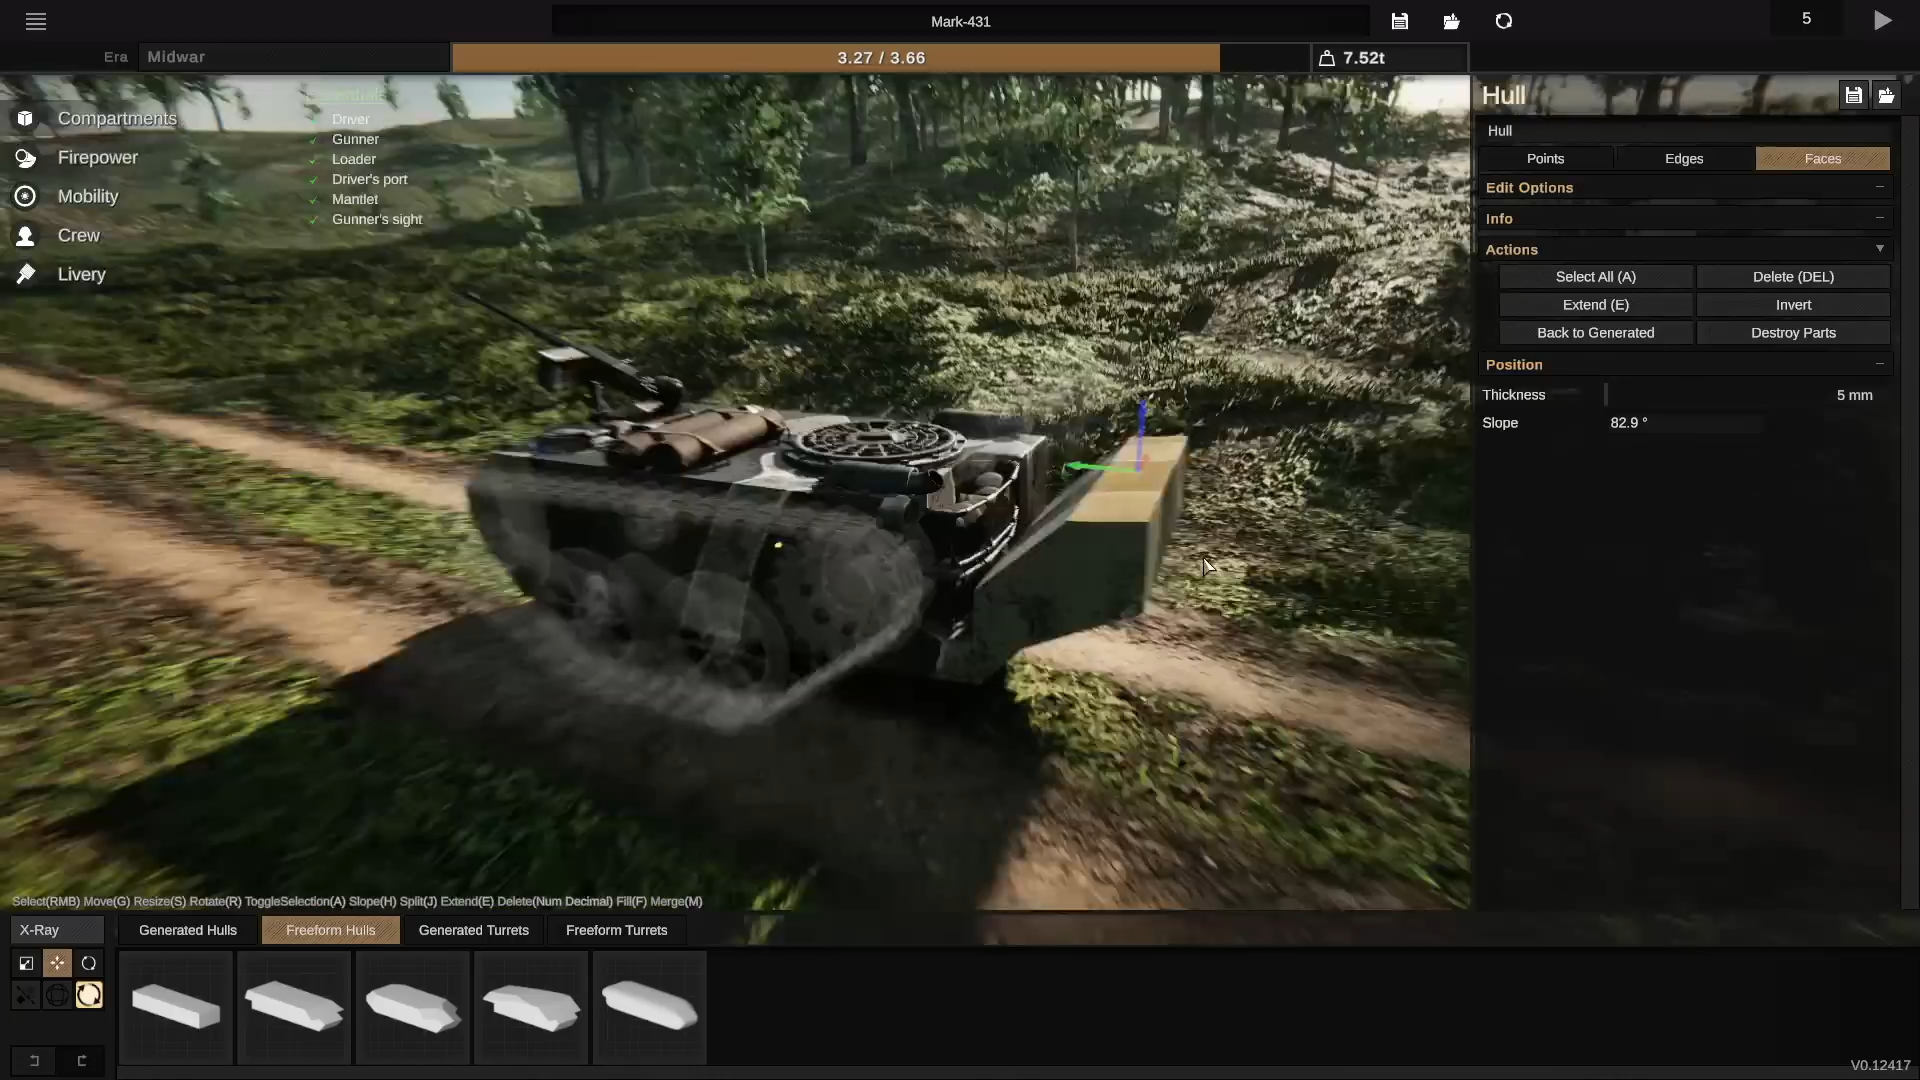 Mark-431
5
Era
Midwar
3.27 / 3.66
7.52t
Compartments
Firepower
Mobility
Crew
Livery
Essentials
Driver
Gunner
Loader
Driver's port
Mantlet
Gunner's sight
Hull
Hull
Points
Edges
Faces
Edit Options
Info
Actions
Select All (A)
Delete (DEL)
Extend (E)
Invert
Back to Generated
Destroy Parts
Position
Thickness
5 mm
Slope
82.9 °
Select(RMB) Move(G) Resize(S) Rotate(R) ToggleSelection(A) Slope(H) Split(J) Extend(E) Delete(Num Decimal) Fill(F) Merge(M)
X-Ray
Generated Hulls
Freeform Hulls
Generated Turrets
Freeform Turrets
V0.12417